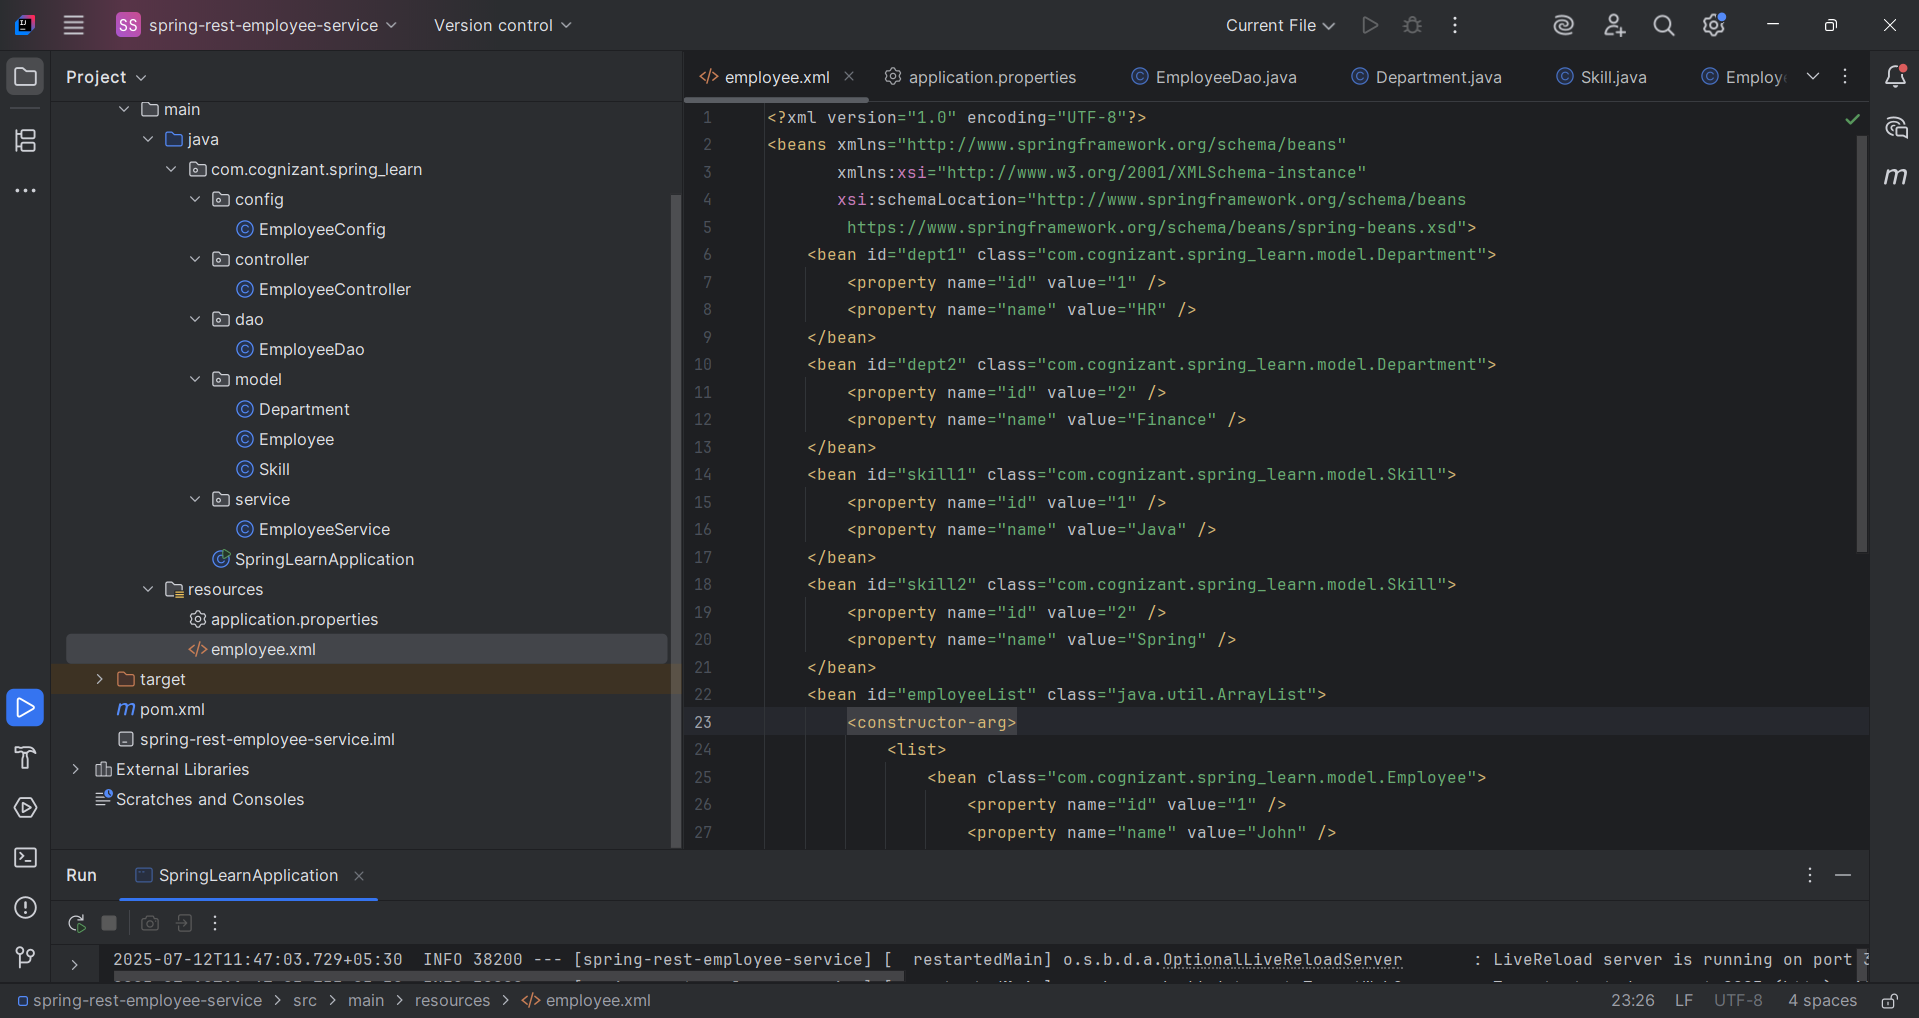 SS spring-rest-employee-service Version control Current File
Project
main
java
com.cognizant.spring_learn
config
EmployeeConfig
controller
EmployeeController
dao
EmployeeDao
model
Department
Employee
Skill
service
EmployeeService
SpringLearnApplication
resources
application.properties
employee.xml
target
pom.xml
spring-rest-employee-service.iml
External Libraries
Scratches and Consoles
employee.xml application.properties EmployeeDao.java Department.java Skill.java Employ
1 <?xml version="1.0" encoding="UTF-8"?>
2 <beans xmlns="http://www.springframework.org/schema/beans"
3 xmlns:xsi="http://www.w3.org/2001/XMLSchema-instance"
4 xsi:schemaLocation="http://www.springframework.org/schema/beans
5 https://www.springframework.org/schema/beans/spring-beans.xsd">
6 <bean id="dept1" class="com.cognizant.spring_learn.model.Department">
7 <property name="id" value="1" />
8 <property name="name" value="HR" />
9 </bean>
10 <bean id="dept2" class="com.cognizant.spring_learn.model.Department">
11 <property name="id" value="2" />
12 <property name="name" value="Finance" />
13 </bean>
14 <bean id="skill1" class="com.cognizant.spring_learn.model.Skill">
15 <property name="id" value="1" />
16 <property name="name" value="Java" />
17 </bean>
18 <bean id="skill2" class="com.cognizant.spring_learn.model.Skill">
19 <property name="id" value="2" />
20 <property name="name" value="Spring" />
21 </bean>
22 <bean id="employeeList" class="java.util.ArrayList">
23 <constructor-arg>
24 <list>
25 <bean class="com.cognizant.spring_learn.model.Employee">
26 <property name="id" value="1" />
27 <property name="name" value="John" />
Run SpringLearnApplication
2025-07-12T11:47:03.729+05:30 INFO 38200 --- [spring-rest-employee-service] [ restartedMain] o.s.b.d.a.OptionalLiveReloadServer : LiveReload server is running on port
spring-rest-employee-service > src > main > resources > employee.xml 23:26 LF UTF-8 4 spaces